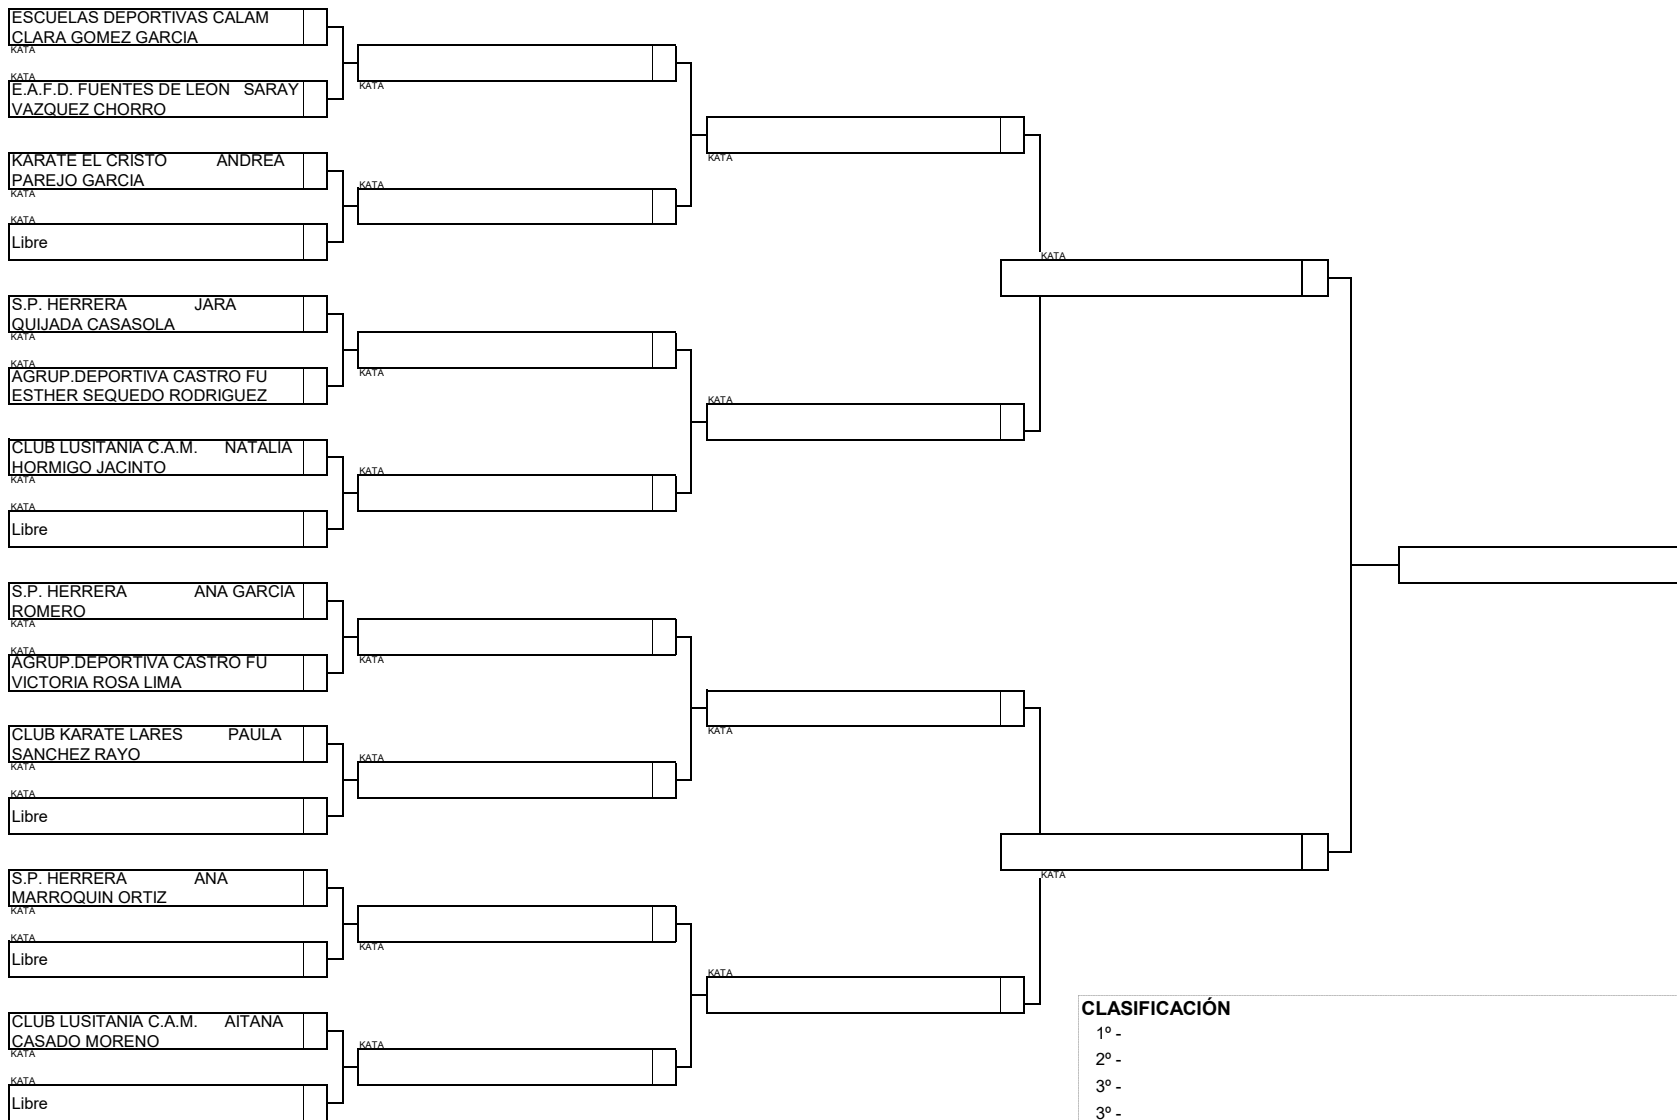 ESCUELAS DEPORTIVAS CALAM
CLARA GOMEZ GARCIA
KATA
KATA
E.A.F.D. FUENTES DE LEON SARAY
VAZQUEZ CHORRO
KARATE EL CRISTO ANDREA
PAREJO GARCIA
KATA
KATA
Libre
S.P. HERRERA JARA
QUIJADA CASASOLA
KATA
KATA
AGRUP.DEPORTIVA CASTRO FU
ESTHER SEQUEDO RODRIGUEZ
CLUB LUSITANIA C.A.M. NATALIA
HORMIGO JACINTO
KATA
KATA
Libre
S.P. HERRERA ANA GARCIA
ROMERO
KATA
KATA
AGRUP.DEPORTIVA CASTRO FU
VICTORIA ROSA LIMA
CLUB KARATE LARES PAULA
SANCHEZ RAYO
KATA
KATA
Libre
S.P. HERRERA ANA
MARROQUIN ORTIZ
KATA
KATA
Libre
CLUB LUSITANIA C.A.M. AITANA
CASADO MORENO
KATA
KATA
Libre
KATA
KATA
KATA
KATA
KATA
KATA
KATA
KATA
KATA
KATA
KATA
KATA
KATA
KATA
CLASIFICACIÓN
1º -
2º -
3º -
3º -